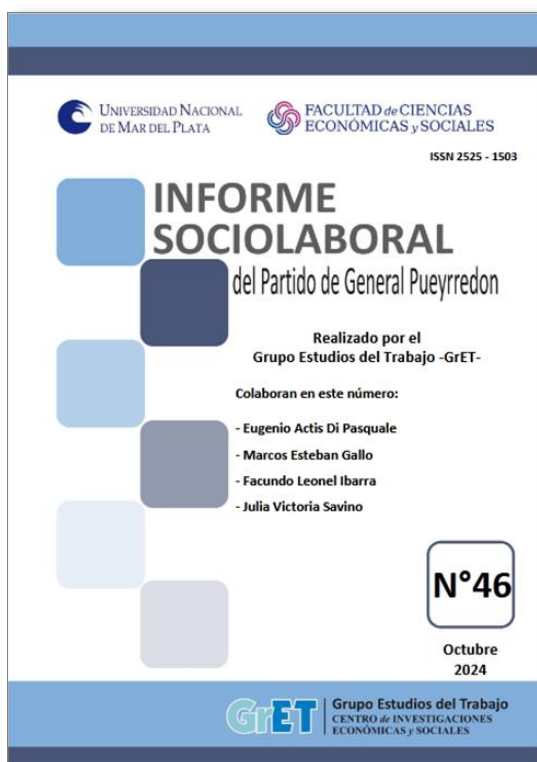 UNIVERSIDAD NACIONAL
DE MAR DEL PLATA
FACULTAD de CIENCIAS
ECONÓMICAS y SOCIALES
ISSN 2525 - 1503
INFORME
SOCIOLABORAL
del Partido de General Pueyrredon
Realizado por el
Grupo Estudios del Trabajo -GrET-
Colaboran en este número:
- Eugenio Actis Di Pasquale
- Marcos Esteban Gallo
- Facundo Leonel Ibarra
- Julia Victoria Savino
N°46
Octubre
2024
GrET
Grupo Estudios del Trabajo
CENTRO de INVESTIGACIONES
ECONÓMICAS y SOCIALES